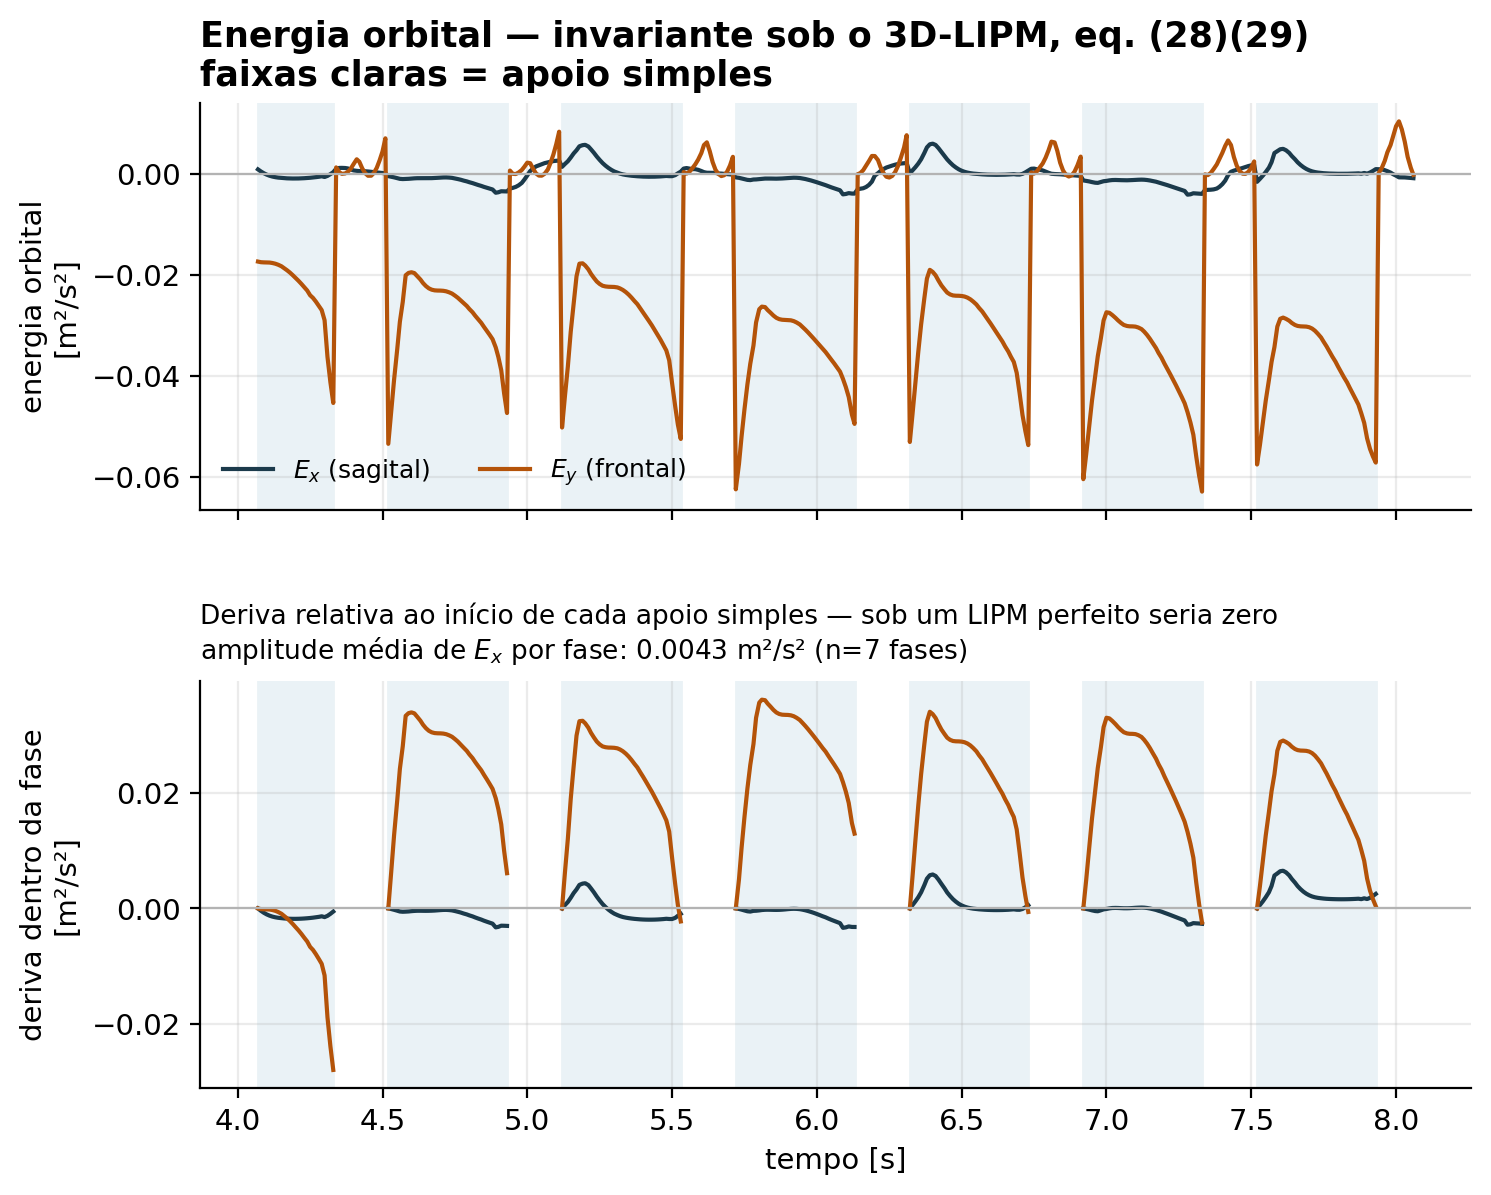 Energia orbital — invariante sob o 3D-LIPM, eq. (28)(29)
faixas claras = apoio simples
energia orbital
[m²/s²]
0.00
−0.02
−0.04
−0.06
E_x (sagital)
E_y (frontal)
Deriva relativa ao início de cada apoio simples — sob um LIPM perfeito seria zero
amplitude média de E_x por fase: 0.0043 m²/s² (n=7 fases)
deriva dentro da fase
[m²/s²]
0.02
0.00
−0.02
4.0 4.5 5.0 5.5 6.0 6.5 7.0 7.5 8.0
tempo [s]